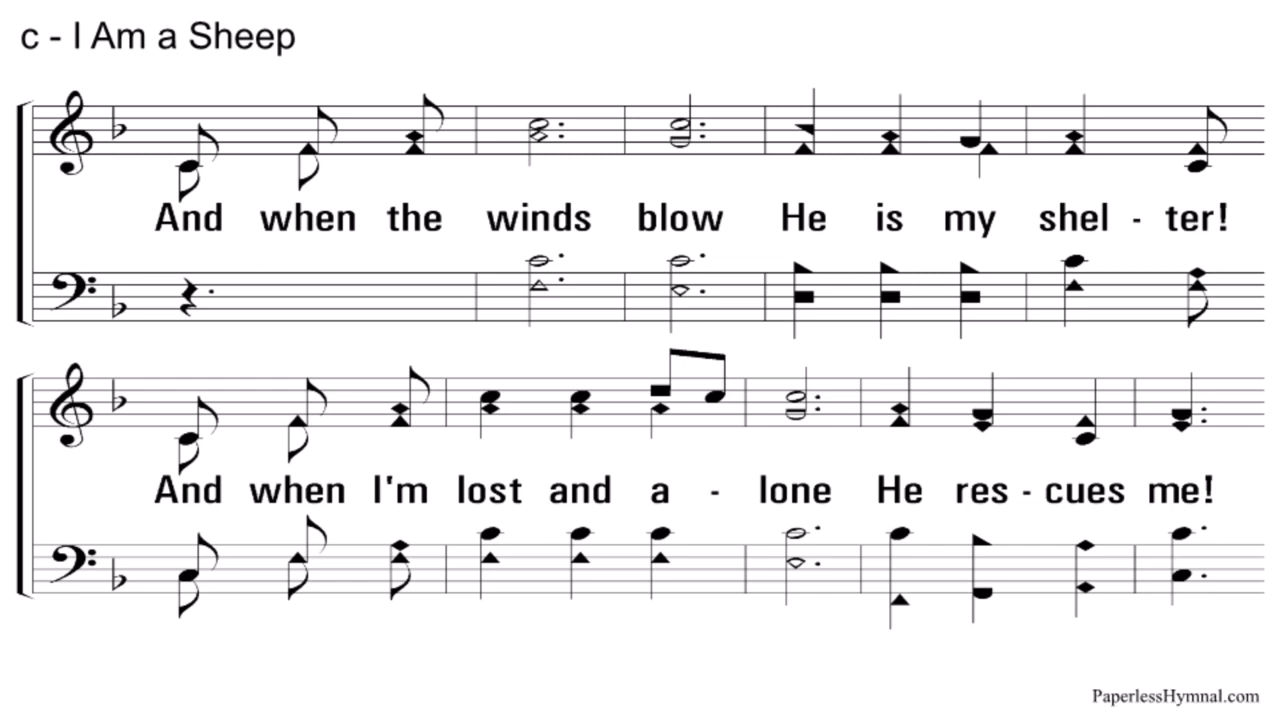 c - I Am a Sheep
And when the winds blow He is my shel - ter!
And when I'm lost and a - lone He res - cues me!
PaperlessHymnal.com